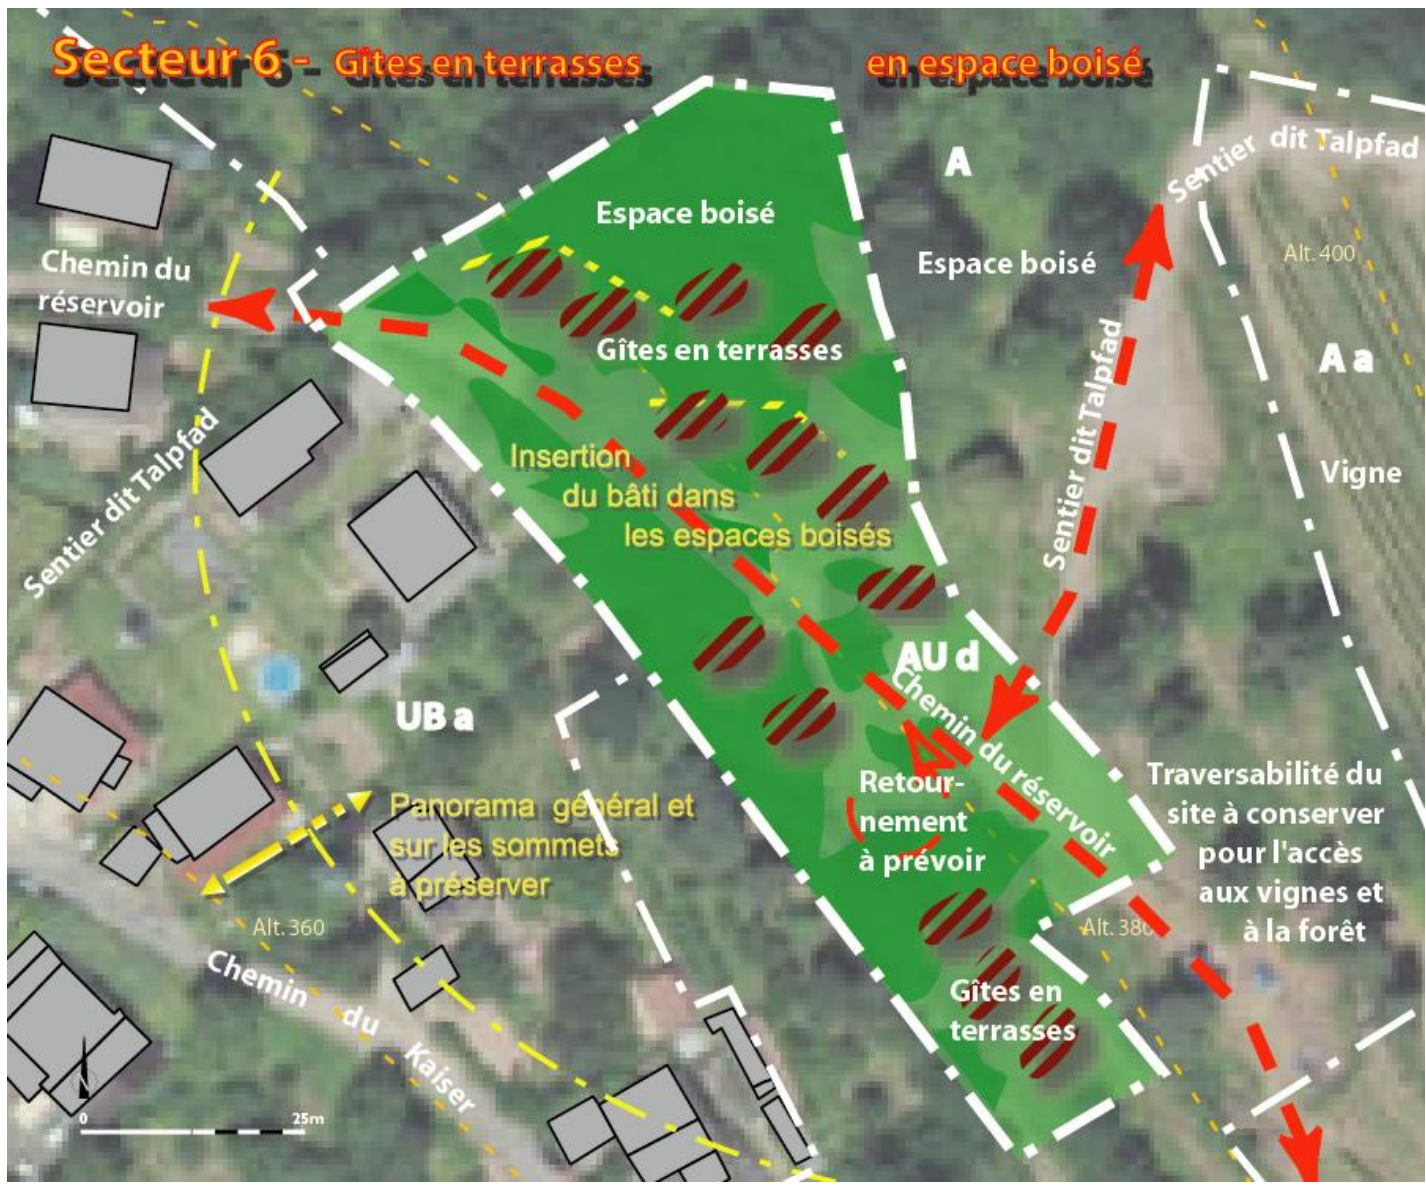 Secteur 6 - Gîtes en terrasses en espace boisé
Sentier dit Talpfad
A
Espace boisé
Espace boisé
Alt. 400
Chemin du
réservoir
Gîtes en terrasses
A a
Sentier dit Talpfad
Vigne
Sentier dit Talpfad
Insertion
du bâti dans
les espaces boisés
AU d
UB a
Chemin du réservoir
Retour-
nement
à prévoir
Traversabilité du
site à conserver
pour l'accès
aux vignes et
à la forêt
Panorama général et
sur les sommets
à préserver
Alt. 360
Alt. 380
Chemin du Kaiser
Gîtes en
terrasses
N
0 25m